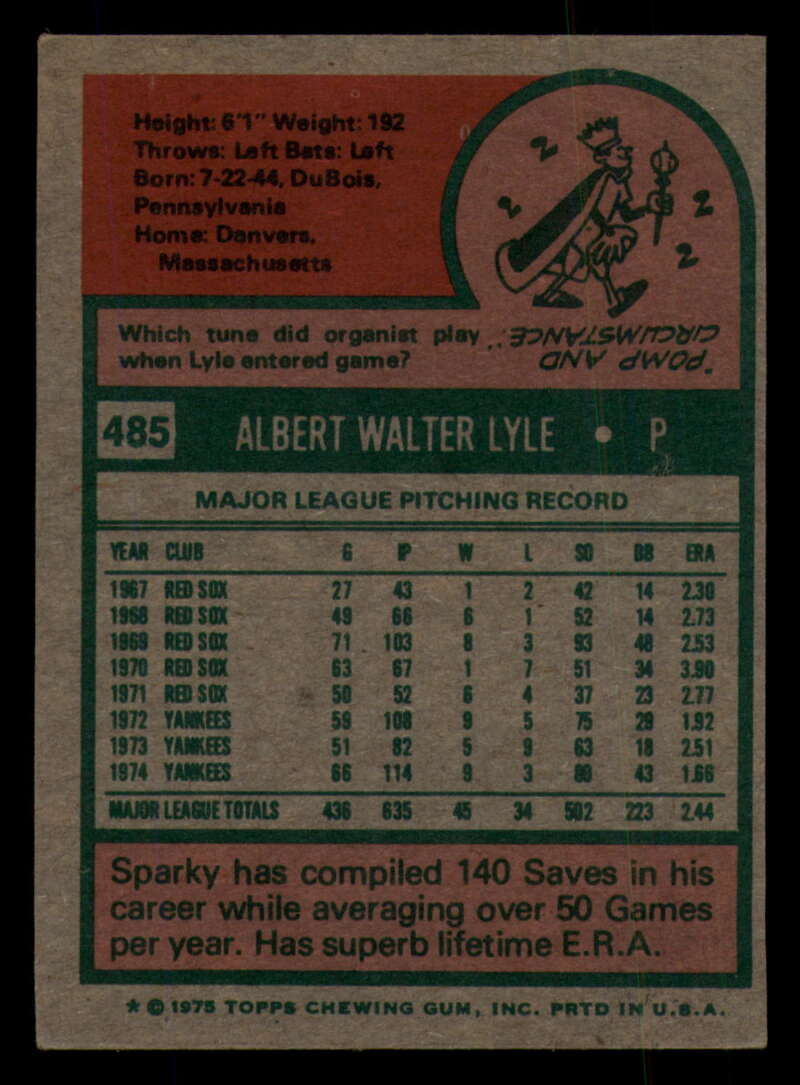 Height: 6'1" Weight: 192
Throws: Left Bats: Left
Born: 7-22-44, DuBois,
Pennsylvania
Home: Danvers,
Massachusetts
2
2
2
2
Which tune did organist play
when Lyle entered game?
"POMP AND
CIRCUMSTANCE."
485 ALBERT WALTER LYLE • P
MAJOR LEAGUE PITCHING RECORD
YEAR CLUB G IP W L SO BB ERA
1967 RED SOX 27 43 1 2 42 14 2.30
1968 RED SOX 49 66 6 1 52 14 2.73
1969 RED SOX 71 103 8 3 93 48 2.53
1970 RED SOX 63 67 1 7 51 34 3.90
1971 RED SOX 50 52 6 4 37 23 2.77
1972 YANKEES 59 108 9 5 75 29 1.92
1973 YANKEES 51 82 5 9 63 18 2.51
1974 YANKEES 66 114 9 3 89 43 1.66
MAJOR LEAGUE TOTALS 436 635 45 34 502 223 2.44
Sparky has compiled 140 Saves in his
career while averaging over 50 Games
per year. Has superb lifetime E.R.A.
* © 1975 TOPPS CHEWING GUM, INC. PRTD IN U.S.A.